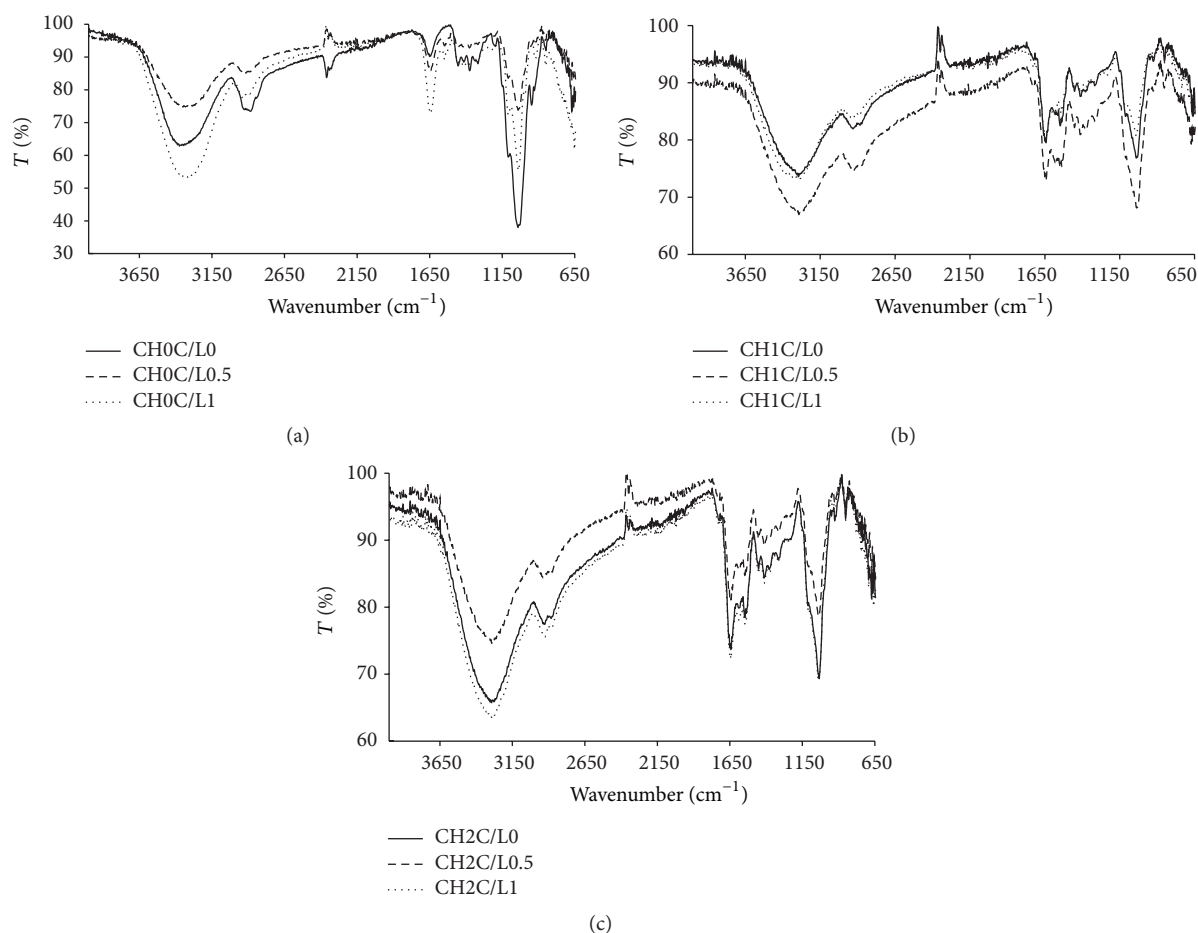 100
90
80
70
60
50
40
30
T (%)
3650 3150 2650 2150 1650 1150 650
Wavenumber (cm⁻¹)
CH0C/L0
CH0C/L0.5
CH0C/L1
(a)
100
90
80
70
60
T (%)
3650 3150 2650 2150 1650 1150 650
Wavenumber (cm⁻¹)
CH1C/L0
CH1C/L0.5
CH1C/L1
(b)
100
90
80
70
60
T (%)
3650 3150 2650 2150 1650 1150 650
Wavenumber (cm⁻¹)
CH2C/L0
CH2C/L0.5
CH2C/L1
(c)